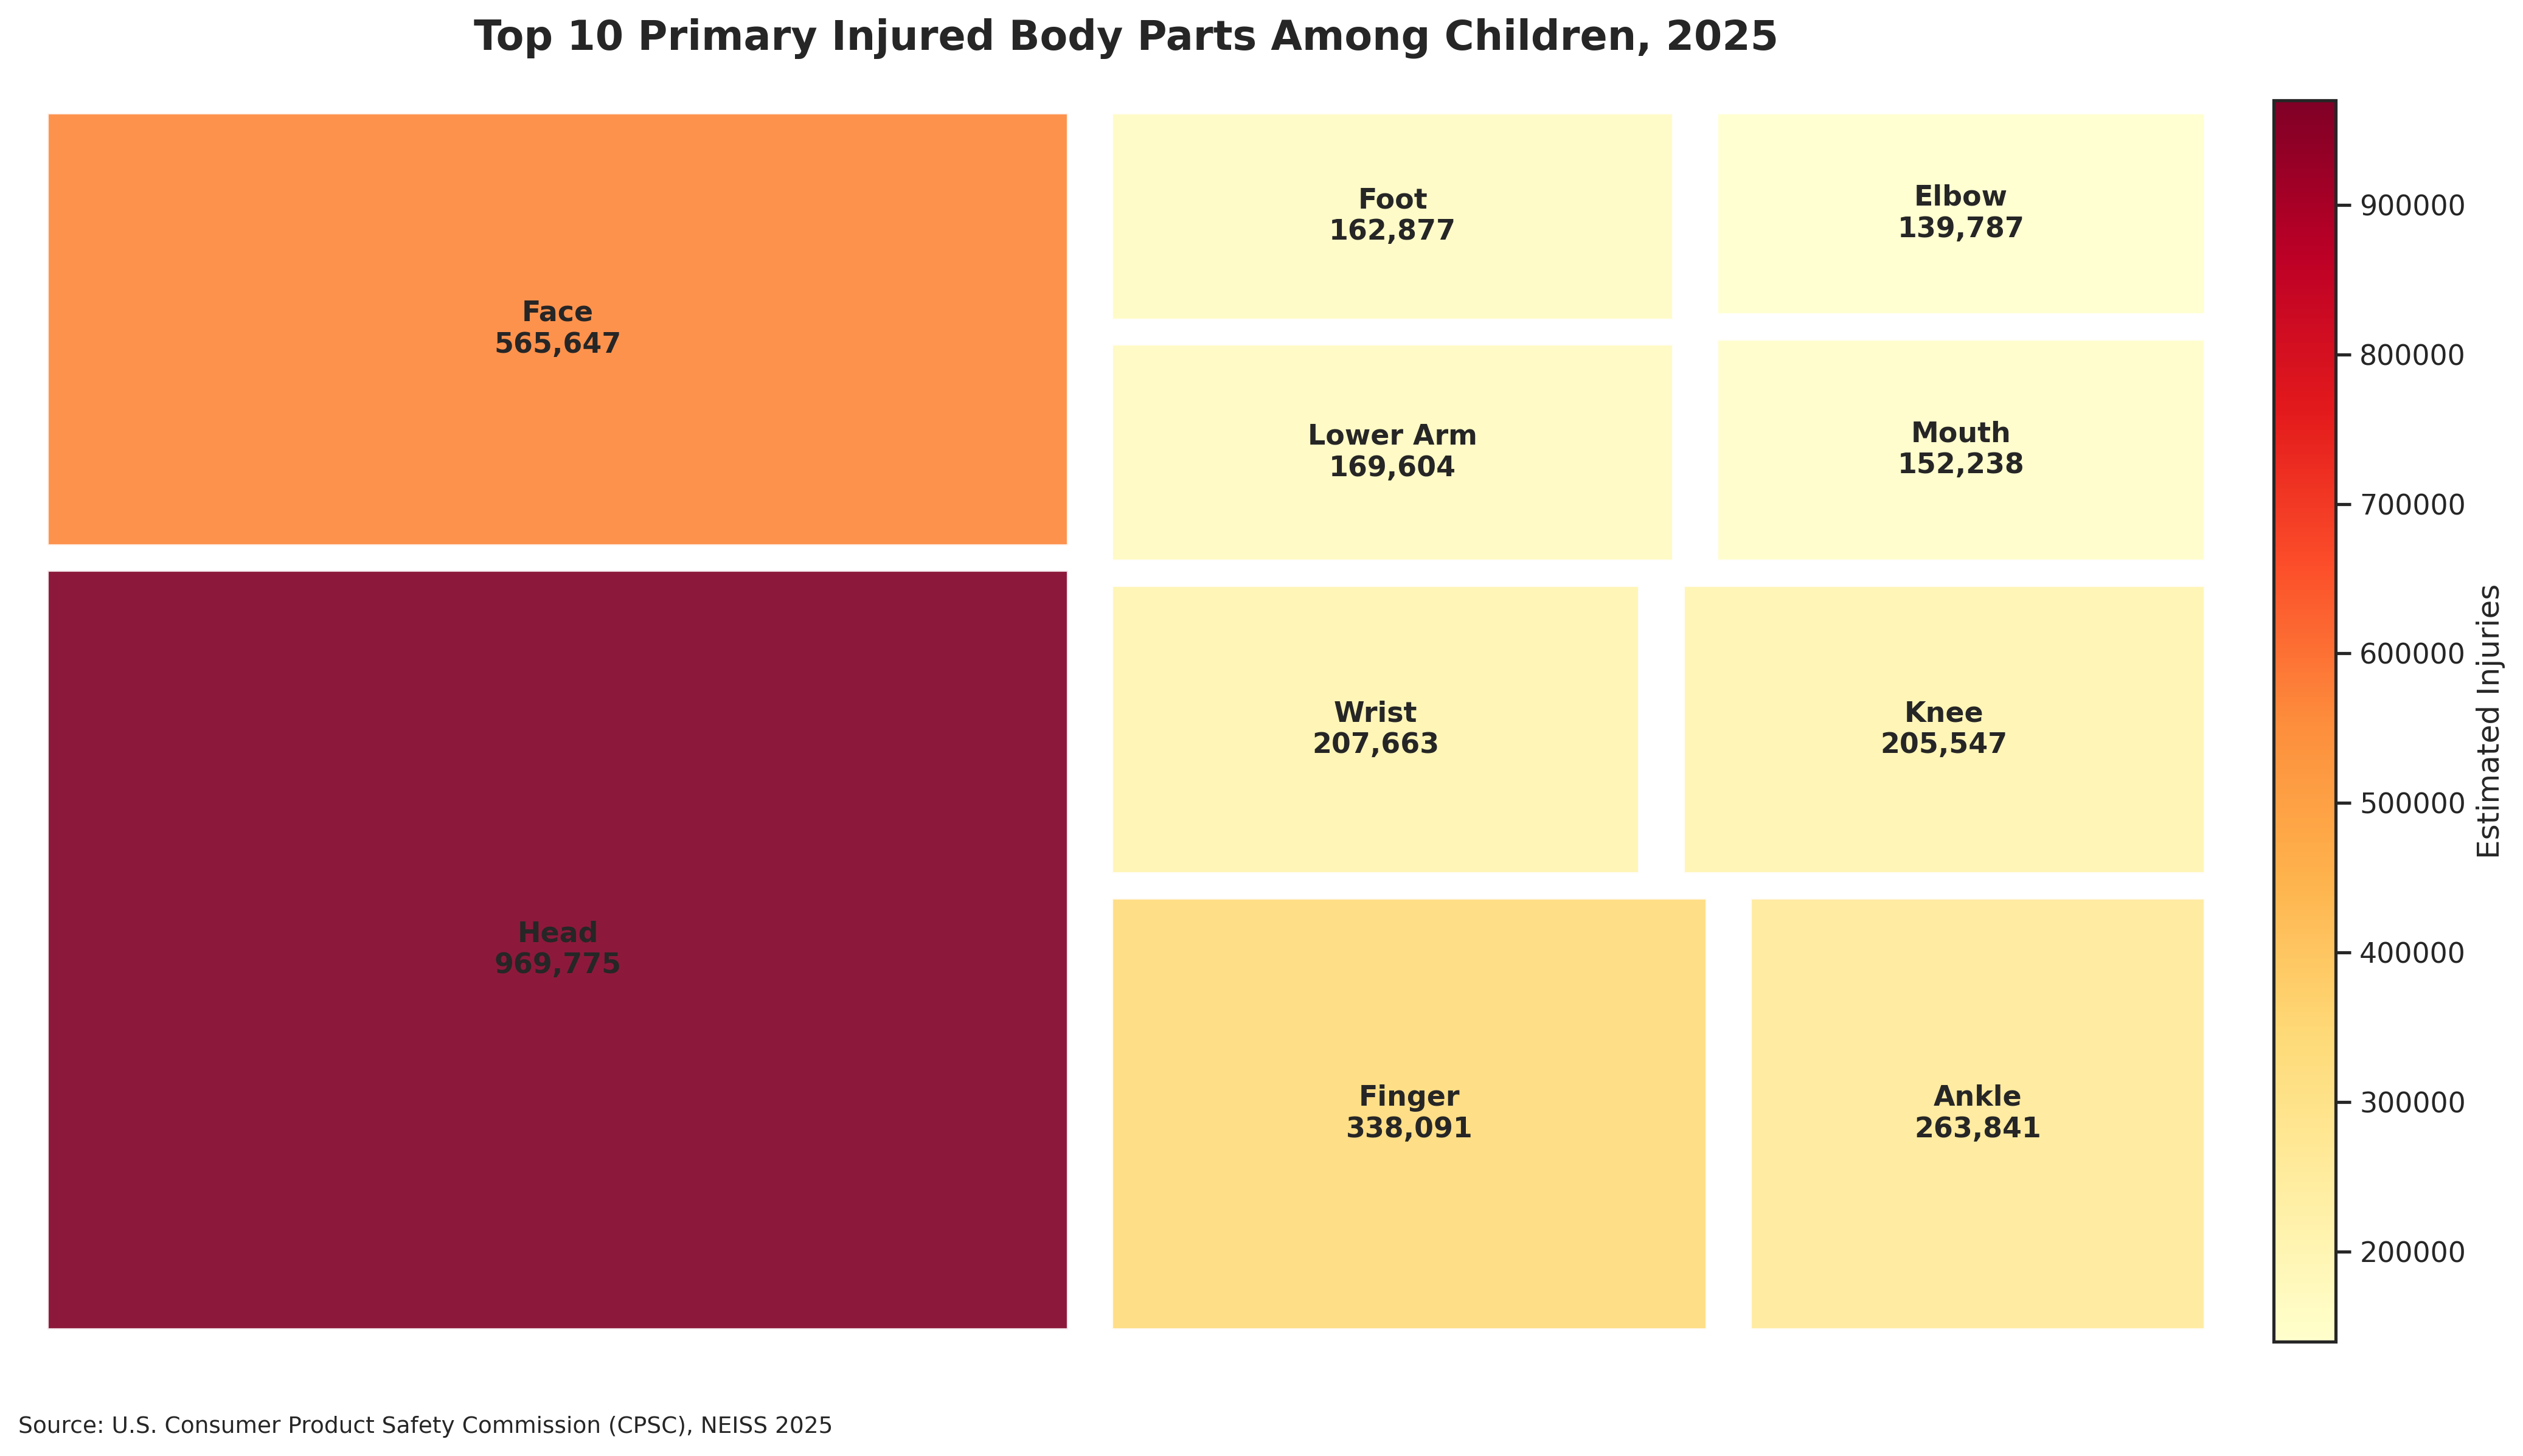 Top 10 Primary Injured Body Parts Among Children, 2025
Face
565,647
Foot
162,877
Elbow
139,787
Lower Arm
169,604
Mouth
152,238
Head
969,775
Wrist
207,663
Knee
205,547
Finger
338,091
Ankle
263,841
900000
800000
700000
600000
500000
400000
300000
200000
Estimated Injuries
Source: U.S. Consumer Product Safety Commission (CPSC), NEISS 2025